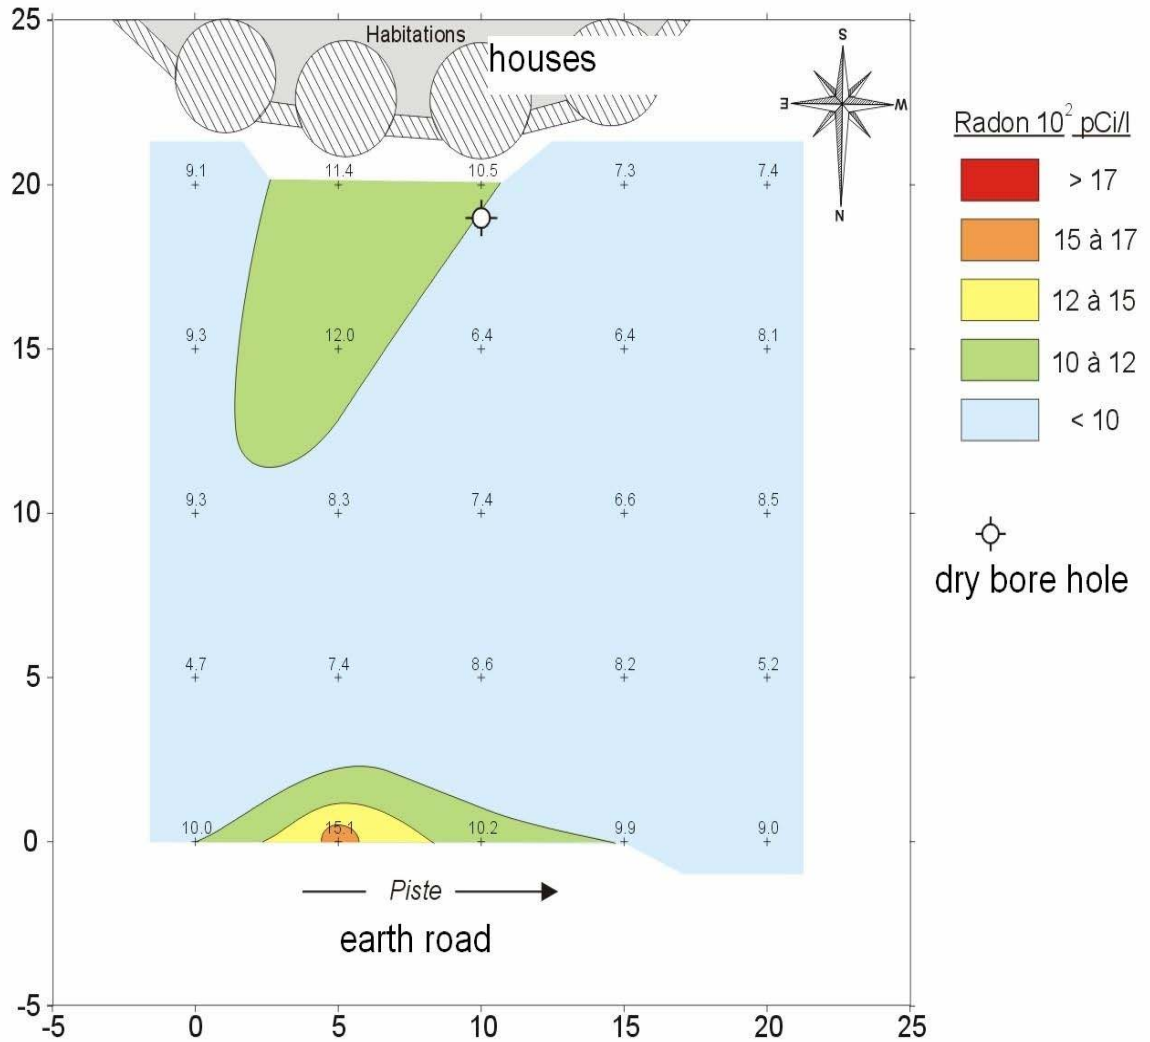 25
Habitations
houses
S
E
W
N
Radon 10² pCi/l
> 17
15 à 17
12 à 15
10 à 12
< 10
dry bore hole
9.1 11.4 10.5 7.3 7.4
20
9.3 12.0 6.4 6.4 8.1
15
9.3 8.3 7.4 6.6 8.5
10
4.7 7.4 8.6 8.2 5.2
5
10.0 15.1 10.2 9.9 9.0
0
Piste
earth road
-5
-5 0 5 10 15 20 25